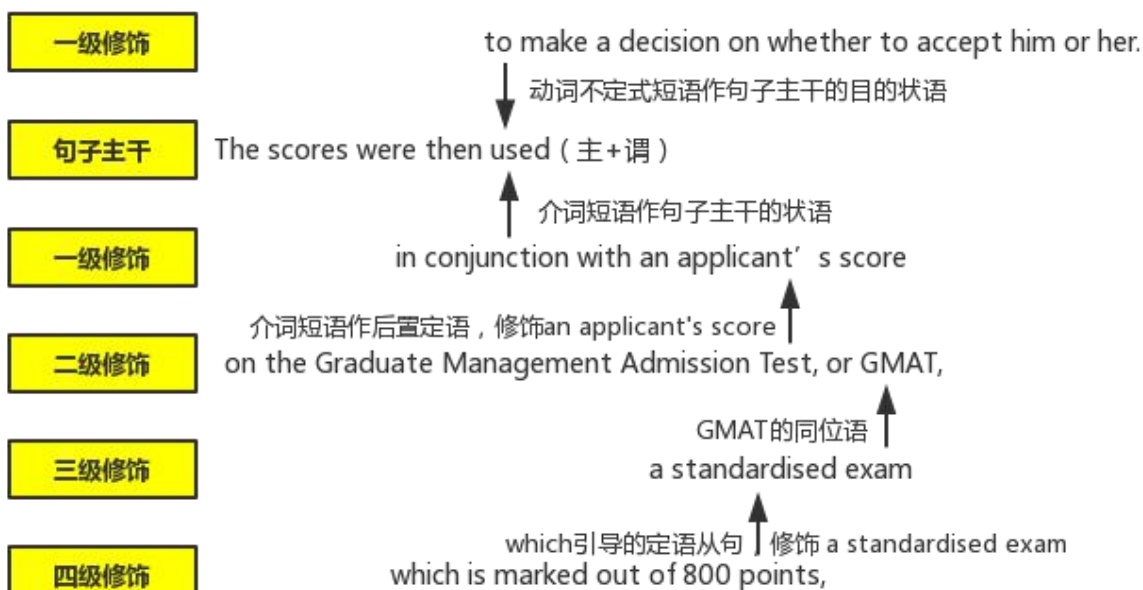 一级修饰
to make a decision on whether to accept him or her.
动词不定式短语作句子主干的目的状语
句子主干
The scores were then used（主+谓）
介词短语作句子主干的状语
一级修饰
in conjunction with an applicant’s score
介词短语作后置定语，修饰an applicant's score
二级修饰
on the Graduate Management Admission Test, or GMAT,
GMAT的同位语
三级修饰
a standardised exam
which引导的定语从句 修饰 a standardised exam
四级修饰
which is marked out of 800 points,